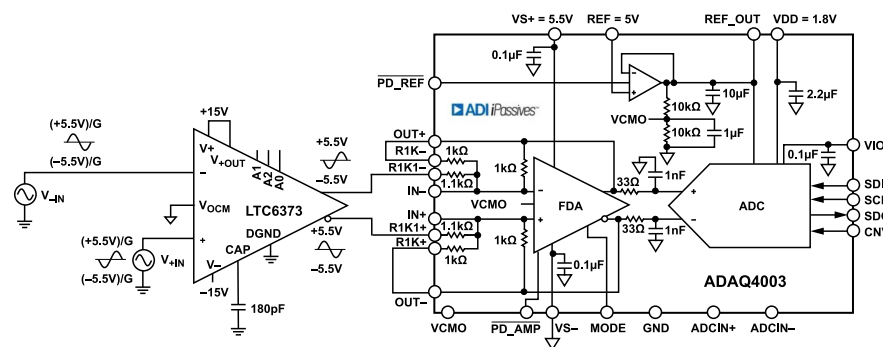 VS+ = 5.5V
REF = 5V
REF_OUT
VDD = 1.8V
0.1µF
PD_REF
ADI iPassives™
10µF
2.2µF
10kΩ
VCMO
10kΩ
1µF
VIO
0.1µF
+15V
(+5.5V)/G
(–5.5V)/G
V–IN
V+
V+OUT
A1
A2
A0
+5.5V
–5.5V
–
VOCM
LTC6373
+
CAP
DGND
V–
–15V
180pF
(+5.5V)/G
(–5.5V)/G
V+IN
+5.5V
–5.5V
OUT+
R1K–
1kΩ
R1K1–
1.1kΩ
IN–
IN+
1.1kΩ
R1K1+
R1K+
1kΩ
OUT–
1kΩ
VCMO
1kΩ
–
FDA
+
33Ω
1nF
33Ω
1nF
0.1µF
+
ADC
–
SDI
ADAQ4003
VCMO
PD_AMP
VS–
MODE
GND
ADCIN+
ADCIN–